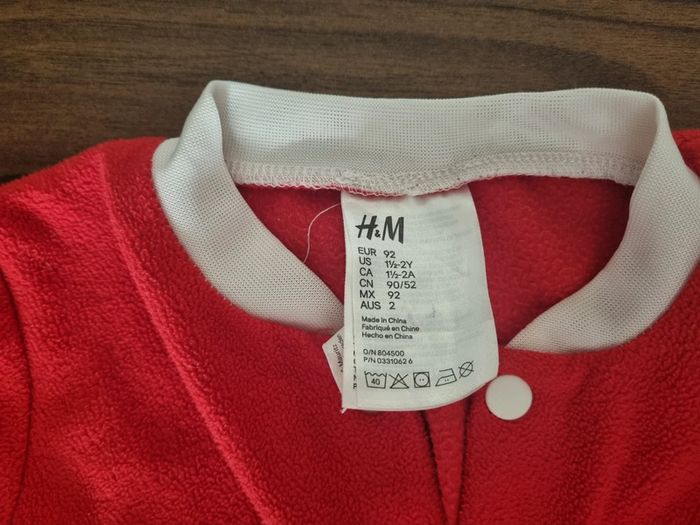 H&M
EUR 92
US 1½-2Y
CA 1½-2A
CN 90/52
MX 92
AUS 2
Made in China
Fabriqué en Chine
Hecho en China
O/N 804500
P/N 0331062 6
40